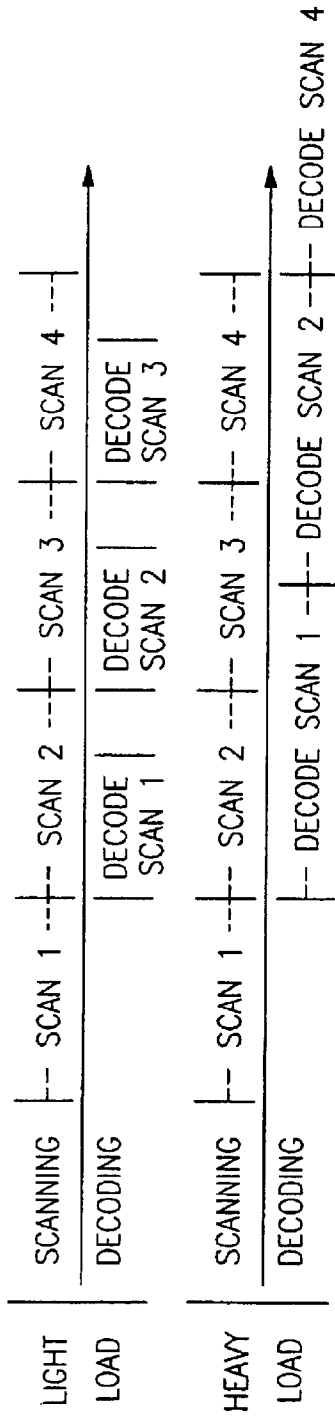 LIGHT LOAD
SCANNING
SCAN 1
SCAN 2
SCAN 3
SCAN 4
DECODING
DECODE SCAN 1
DECODE SCAN 2
DECODE SCAN 3
HEAVY LOAD
SCANNING
SCAN 1
SCAN 2
SCAN 3
SCAN 4
DECODING
DECODE SCAN 1
DECODE SCAN 2
DECODE SCAN 4